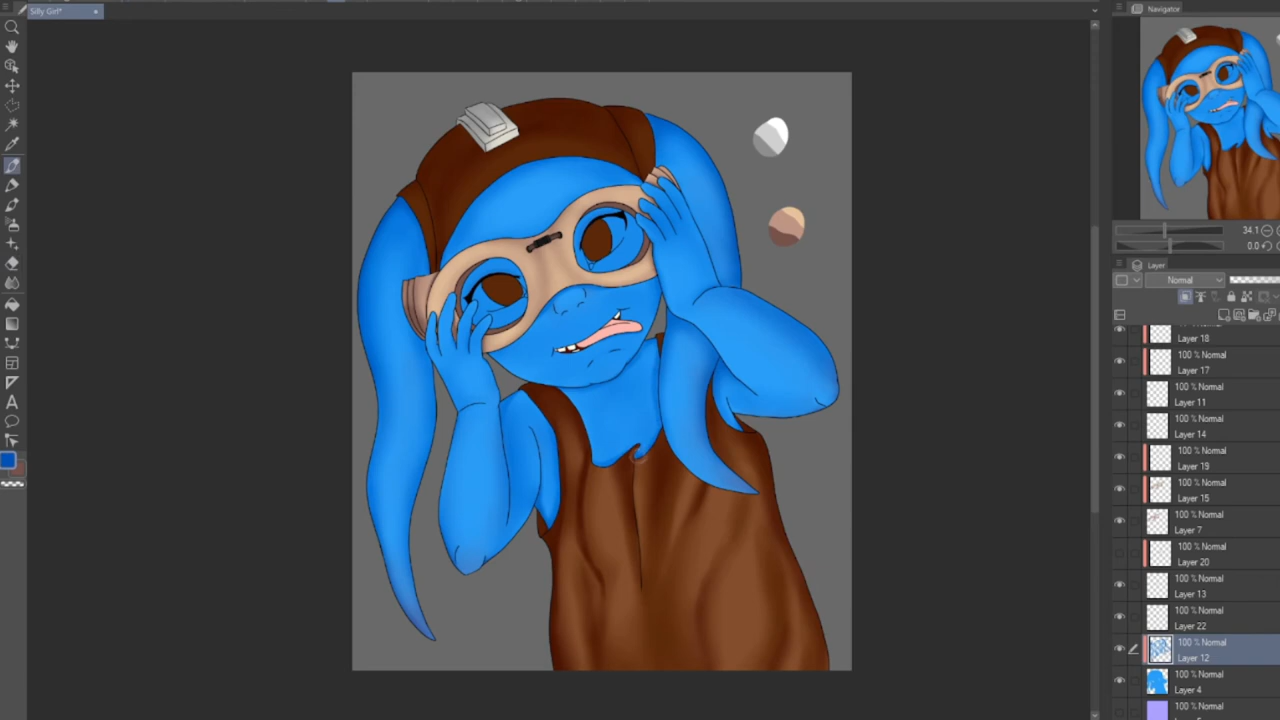 Silly Girl*
Navigator
34.1
0.0
Layer
Normal
Layer 18
100 % Normal
Layer 17
100 % Normal
Layer 11
100 % Normal
Layer 14
100 % Normal
Layer 19
100 % Normal
Layer 15
100 % Normal
Layer 7
100 % Normal
Layer 20
100 % Normal
Layer 13
100 % Normal
Layer 22
100 % Normal
Layer 12
100 % Normal
Layer 4
100 % Normal